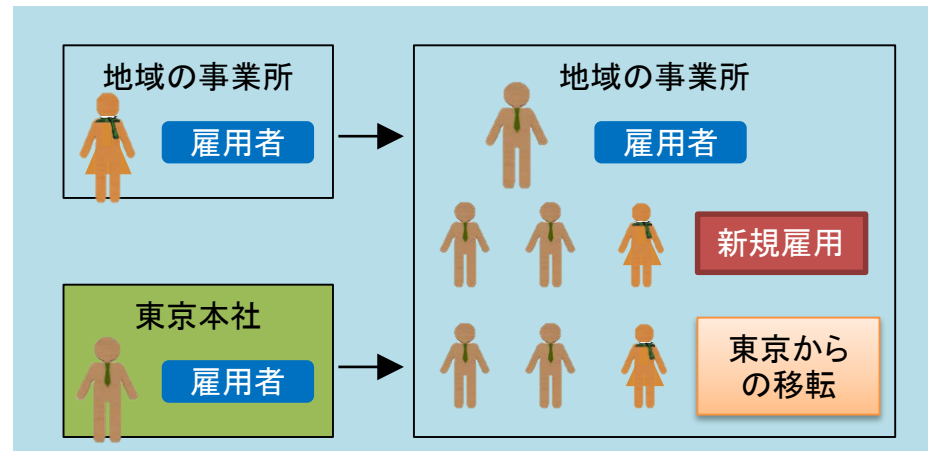 地域の事業所
雇用者
東京本社
雇用者
地域の事業所
雇用者
新規雇用
東京から
の移転